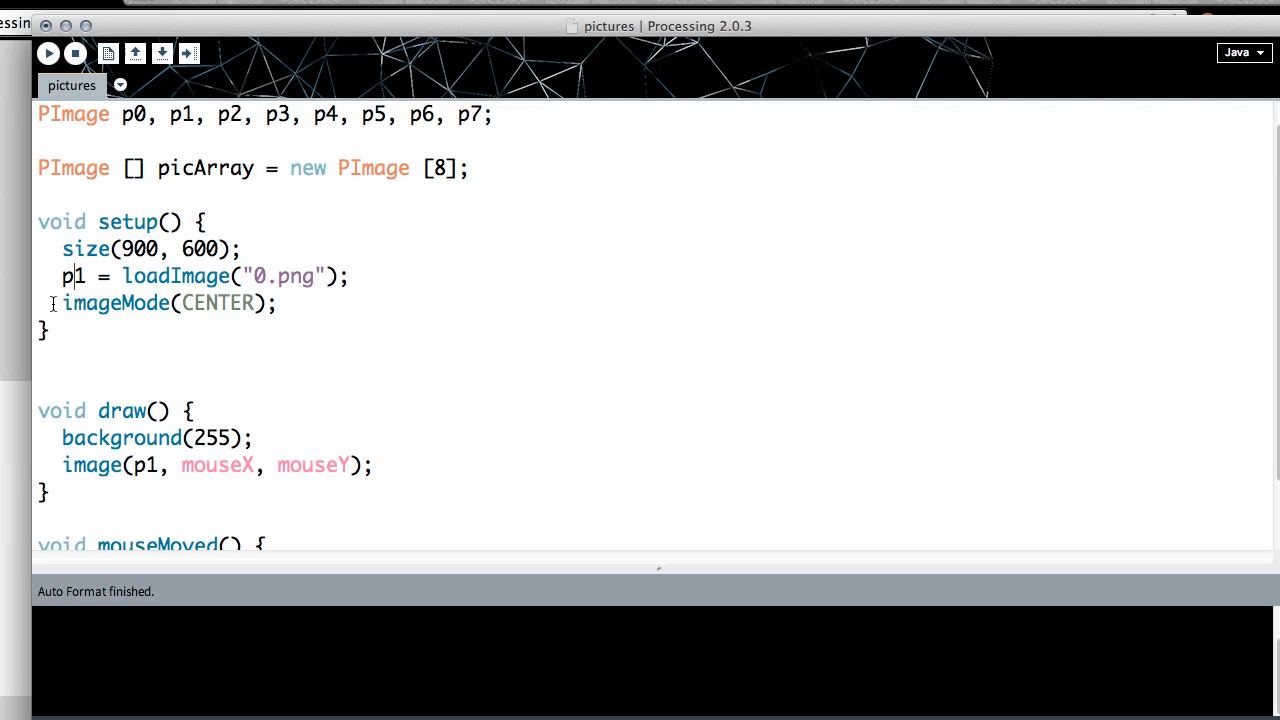 ssin
pictures | Processing 2.0.3
Java
pictures
PImage p0, p1, p2, p3, p4, p5, p6, p7;
PImage [] picArray = new PImage [8];
void setup() {
size(900, 600);
p1 = loadImage("0.png");
imageMode(CENTER);
}
void draw() {
background(255);
image(p1, mouseX, mouseY);
}
void mouseMoved() {
Auto Format finished.